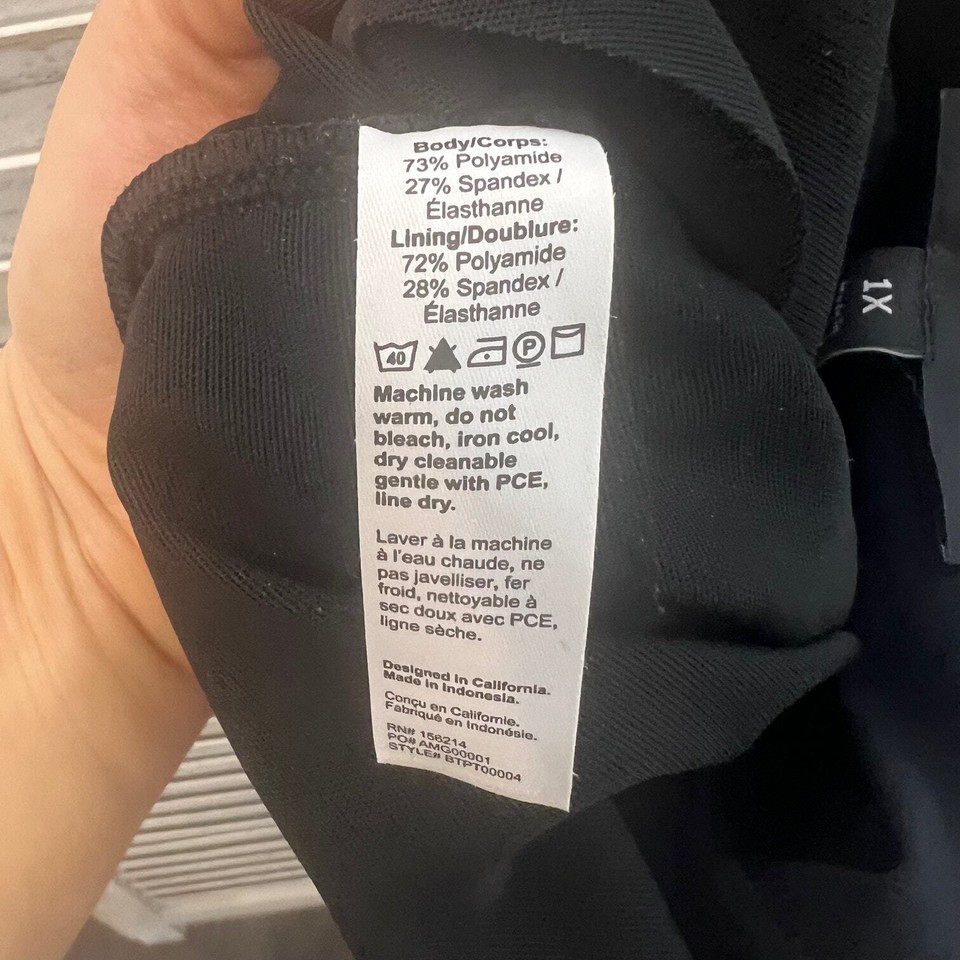 Body/Corps:
73% Polyamide
27% Spandex /
Élasthanne
Lining/Doublure:
72% Polyamide
28% Spandex /
Élasthanne
40
P
Machine wash
warm, do not
bleach, iron cool,
dry cleanable
gentle with PCE,
line dry.
Laver à la machine
à l'eau chaude, ne
pas javelliser, fer
froid, nettoyable à
sec doux avec PCE,
ligne sèche.
Designed in California.
Made in Indonesia.
Conçu en Californie.
Fabriqué en Indonésie.
RN# 156214
PO# AMG00001
STYLE# BTPT00004
1X